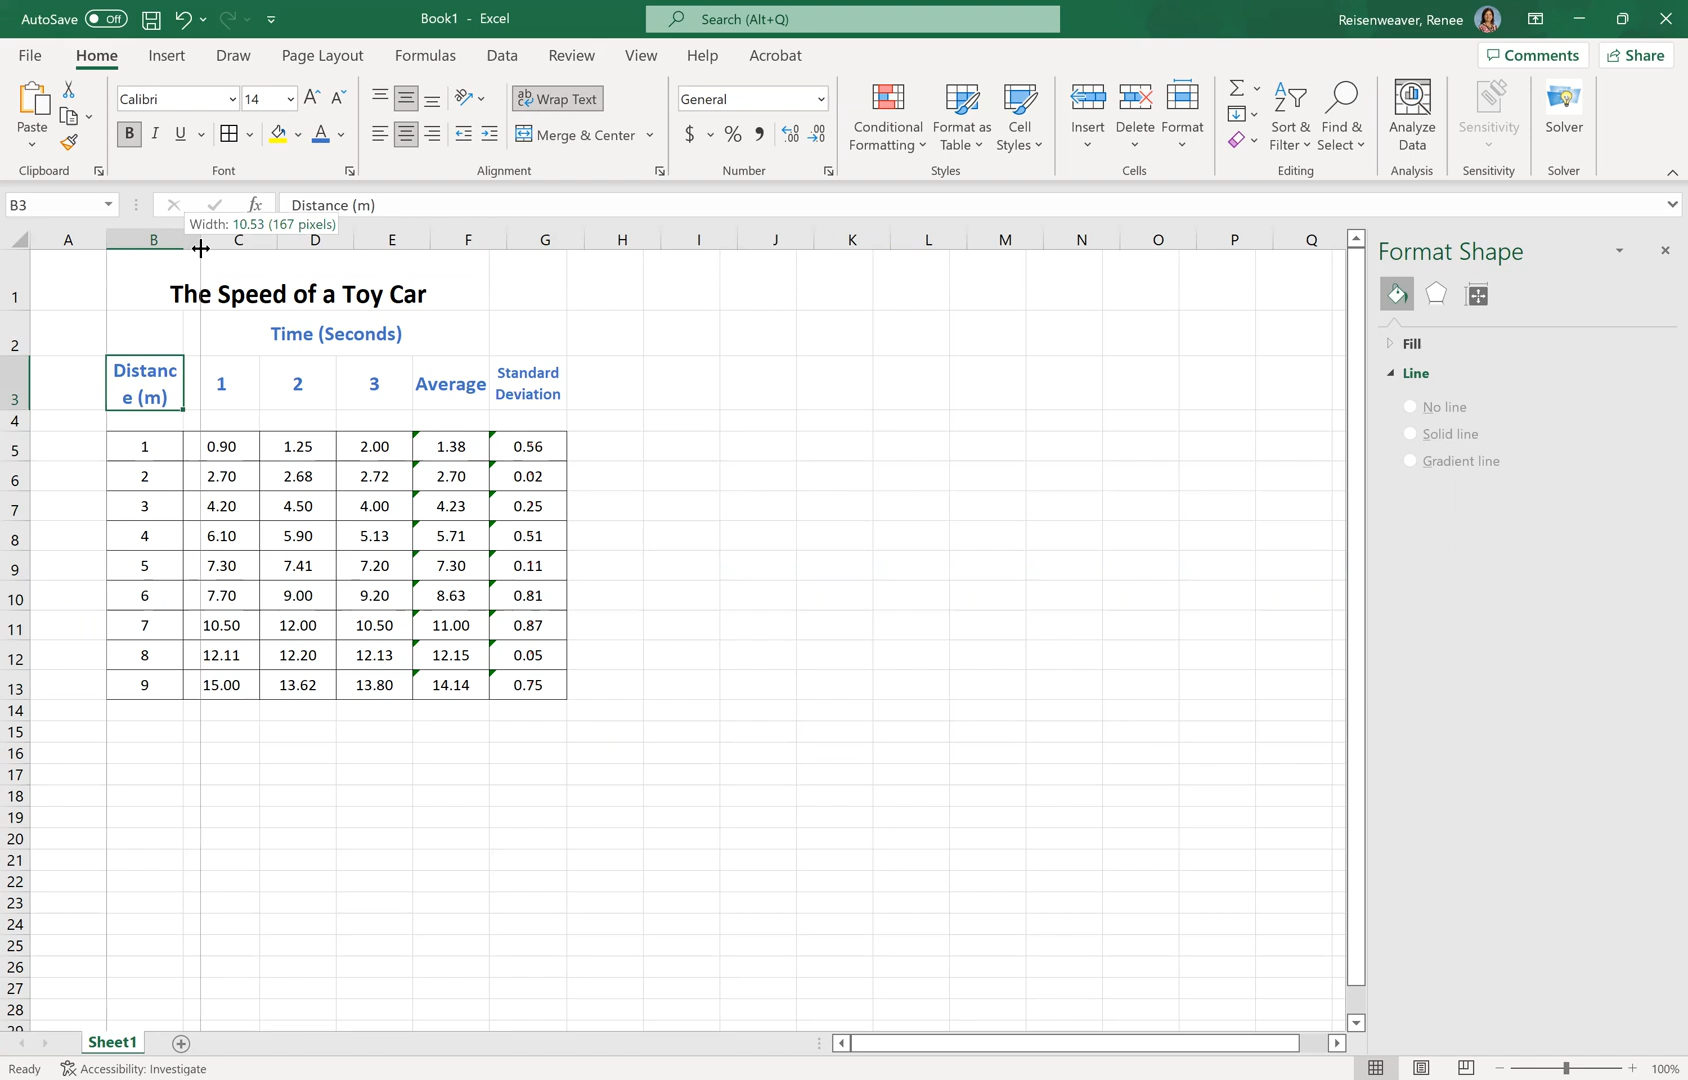 AutoSave Off Book1 - Excel Search (Alt+Q) Reisenweaver, Renee
File Home Insert Draw Page Layout Formulas Data Review View Help Acrobat Comments Share
Paste
Calibri 14
B I U
ab Wrap Text
Merge & Center
General
$ % 9 .00
Conditional Formatting
Format as Table
Cell Styles
Insert Delete Format
Sort & Filter
Find & Select
Analyze Data
Sensitivity
Solver
Clipboard Font Alignment Number Styles Cells Editing Analysis Sensitivity Solver
B3 fx Distance (m)
Width: 10.53 (167 pixels)
A B C D E F G H I J K L M N O P Q
1 The Speed of a Toy Car
2 Time (Seconds)
3 Distanc e (m) 1 2 3 Average Standard Deviation
4
5 1 0.90 1.25 2.00 1.38 0.56
6 2 2.70 2.68 2.72 2.70 0.02
7 3 4.20 4.50 4.00 4.23 0.25
8 4 6.10 5.90 5.13 5.71 0.51
9 5 7.30 7.41 7.20 7.30 0.11
10 6 7.70 9.00 9.20 8.63 0.81
11 7 10.50 12.00 10.50 11.00 0.87
12 8 12.11 12.20 12.13 12.15 0.05
13 9 15.00 13.62 13.80 14.14 0.75
14
15
16
17
18
19
20
21
22
23
24
25
26
27
28
29
Format Shape
Fill
Line
No line
Solid line
Gradient line
Sheet1
Ready Accessibility: Investigate 100%